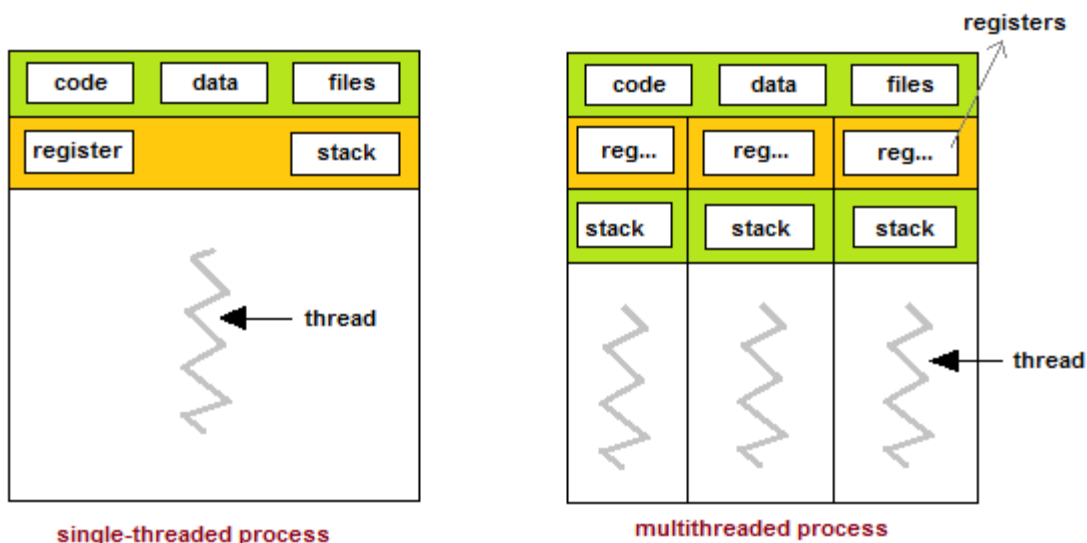 registers
code data files
register stack
thread
single-threaded process
code data files
reg... reg... reg...
stack stack stack
thread
multithreaded process